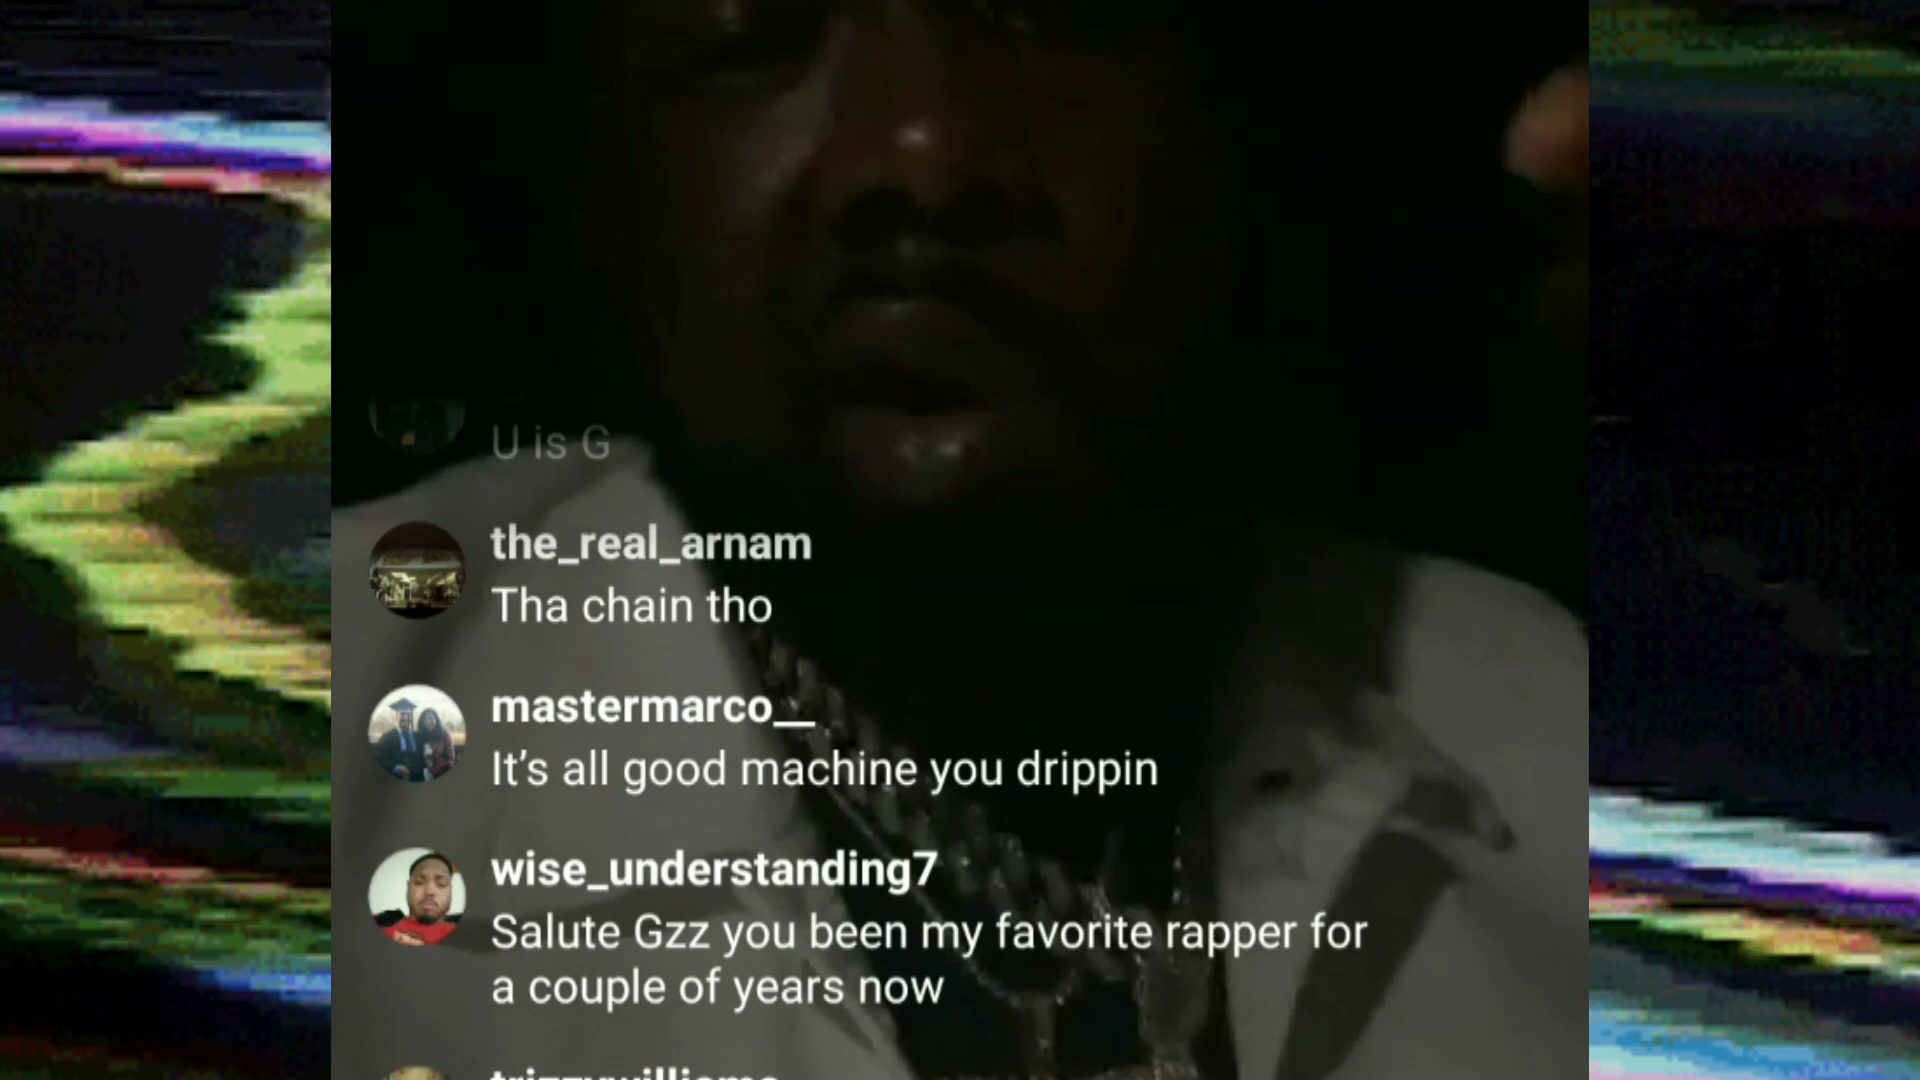 U is G
the_real_arnam
Tha chain tho
mastermarco__
It's all good machine you drippin
wise_understanding7
Salute Gzz you been my favorite rapper for
a couple of years now